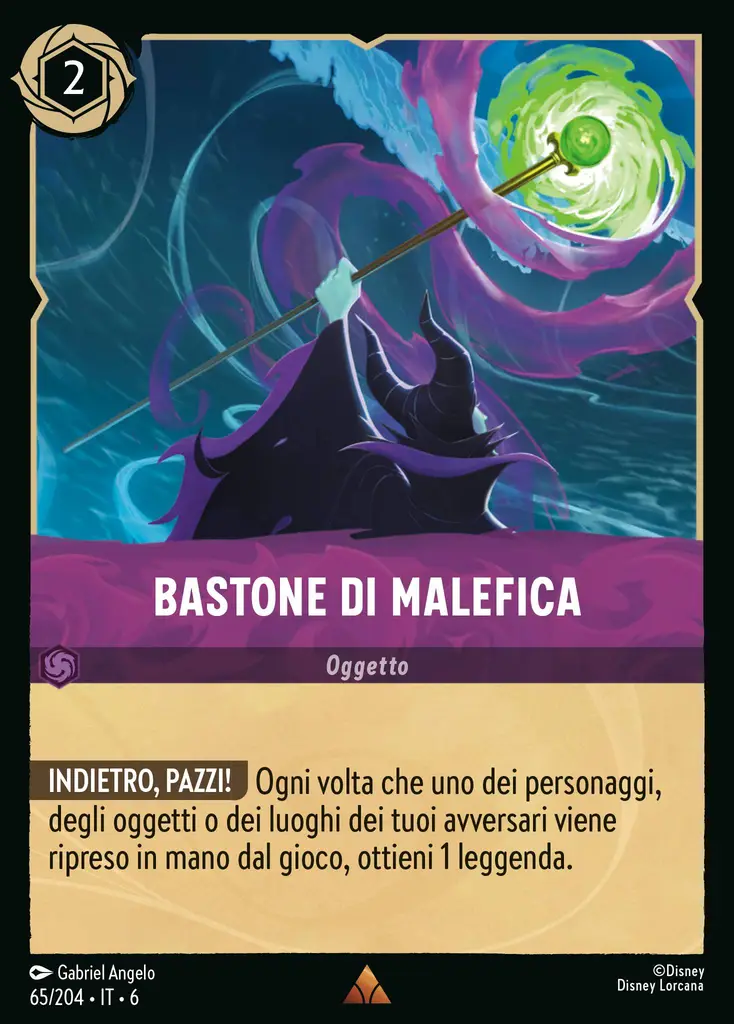 2
BASTONE DI MALEFICA
Oggetto
INDIETRO, PAZZI! Ogni volta che uno dei personaggi,
degli oggetti o dei luoghi dei tuoi avversari viene
ripreso in mano dal gioco, ottieni 1 leggenda.
Gabriel Angelo
©Disney
65/204 • IT • 6
Disney Lorcana